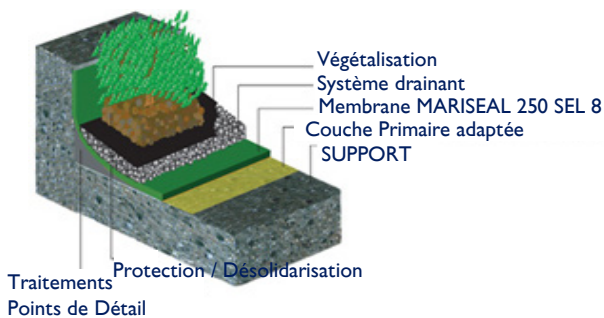 Végétalisation
Système drainant
Membrane MARISEAL 250 SEL 8
Couche Primaire adaptée
SUPPORT
Protection / Désolidarisation
Traitements
Points de Détail